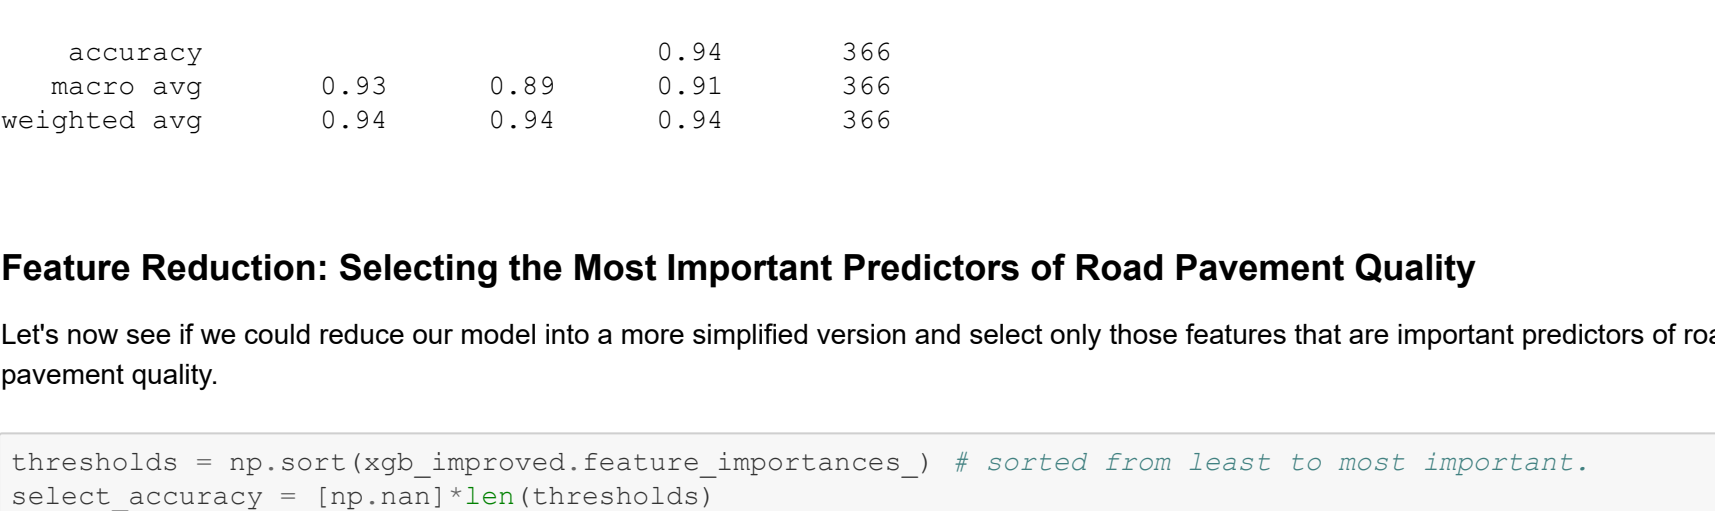 accuracy 0.94 366
macro avg 0.93 0.89 0.91 366
weighted avg 0.94 0.94 0.94 366
Feature Reduction: Selecting the Most Important Predictors of Road Pavement Quality
Let's now see if we could reduce our model into a more simplified version and select only those features that are important predictors of
pavement quality.
thresholds = np.sort(xgb_improved.feature_importances_) # sorted from least to most important.
select_accuracy = [np.nan]*len(thresholds)